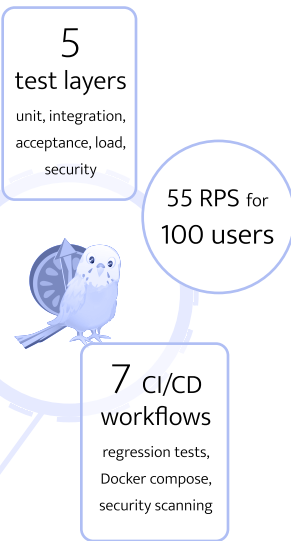 5
test layers
unit, integration,
acceptance, load,
security
55 RPS for
100 users
7 CI/CD
workflows
regression tests,
Docker compose,
security scanning